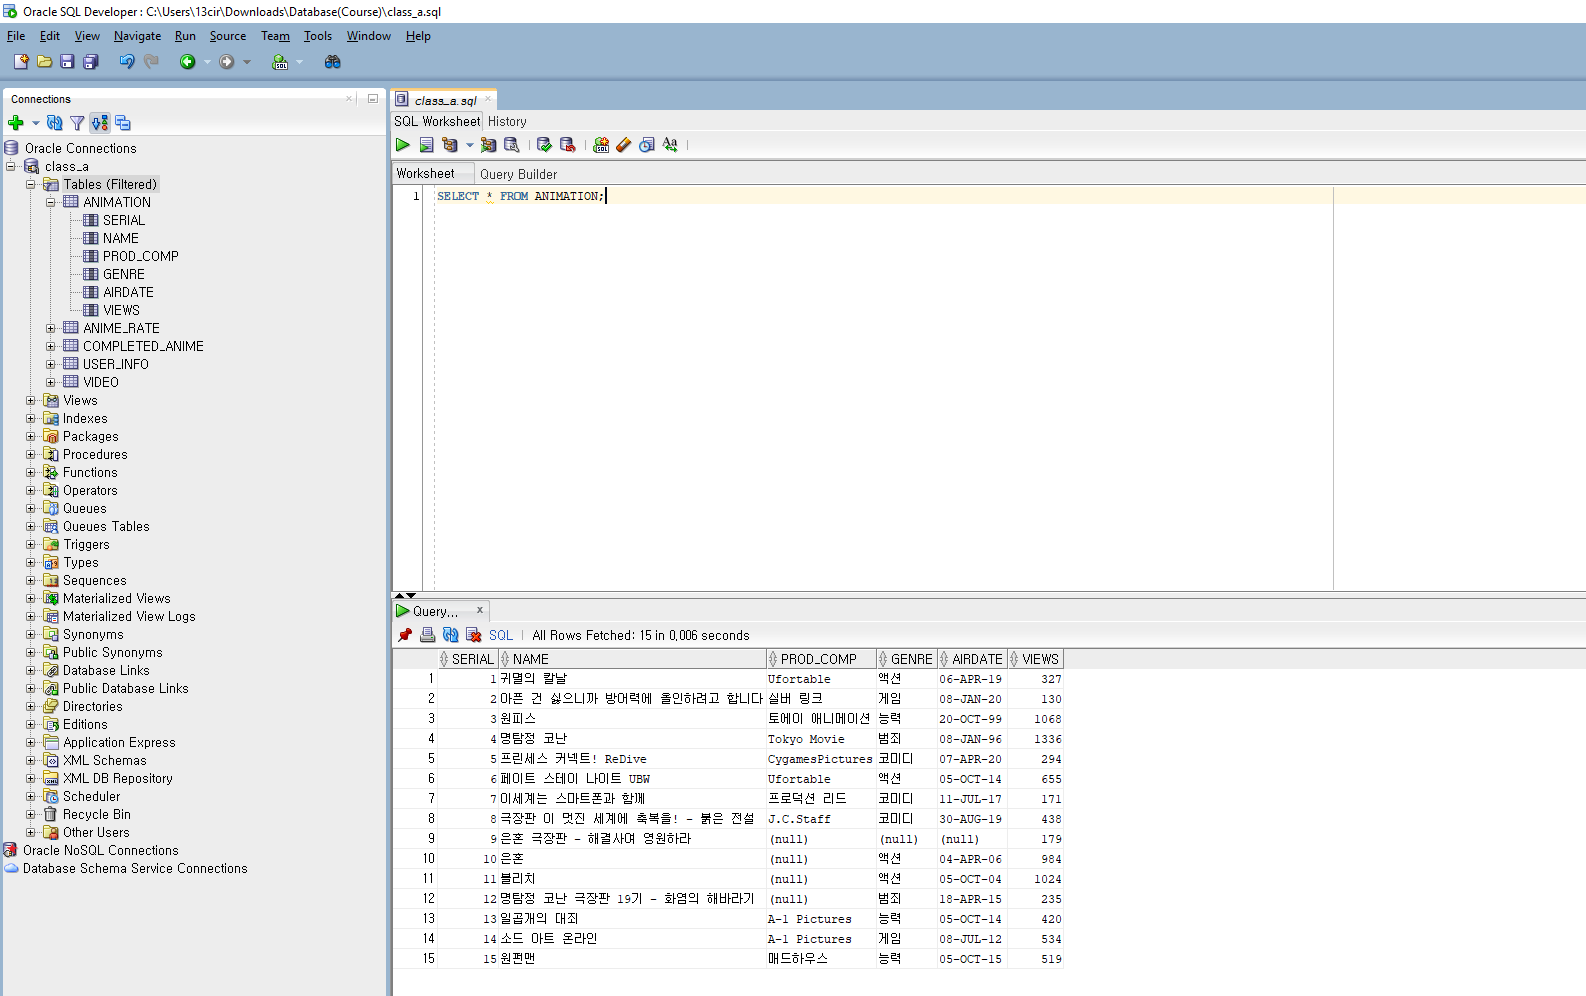 Oracle SQL Developer : C:\Users\13cir\Downloads\Database(Course)\class_a.sql
File Edit View Navigate Run Source Team Tools Window Help
Connections
Oracle Connections
class_a
Tables (Filtered)
ANIMATION
SERIAL
NAME
PROD_COMP
GENRE
AIRDATE
VIEWS
ANIME_RATE
COMPLETED_ANIME
USER_INFO
VIDEO
Views
Indexes
Packages
Procedures
Functions
Operators
Queues
Queues Tables
Triggers
Types
Sequences
Materialized Views
Materialized View Logs
Synonyms
Public Synonyms
Database Links
Public Database Links
Directories
Editions
Application Express
XML Schemas
XML DB Repository
Scheduler
Recycle Bin
Other Users
Oracle NoSQL Connections
Database Schema Service Connections
class_a.sql
SQL Worksheet History
Worksheet Query Builder
1 SELECT * FROM ANIMATION;
Query...
SQL All Rows Fetched: 15 in 0,006 seconds
SERIAL NAME PROD_COMP GENRE AIRDATE VIEWS
1 1 귀멸의 칼날 Ufortable 액션 06-APR-19 327
2 2 아픈 건 싫으니까 방어력에 올인하려고 합니다 실버 링크 게임 08-JAN-20 130
3 3 원피스 토에이 애니메이션 능력 20-OCT-99 1068
4 4 명탐정 코난 Tokyo Movie 범죄 08-JAN-96 1336
5 5 프린세스 커넥트! ReDive CygamesPictures 코미디 07-APR-20 294
6 6 페이트 스테이 나이트 UBW Ufortable 액션 05-OCT-14 655
7 7 이세계는 스마트폰과 함께 프로덕션 리드 코미디 11-JUL-17 171
8 8 극장판 이 멋진 세계에 축복을! - 붉은 전설 J.C.Staff 코미디 30-AUG-19 438
9 9 은혼 극장판 - 해결사여 영원하라 (null) (null) (null) 179
10 10 은혼 (null) 액션 04-APR-06 984
11 11 블리치 (null) 액션 05-OCT-04 1024
12 12 명탐정 코난 극장판 19기 - 화염의 해바라기 (null) 범죄 18-APR-15 235
13 13 일곱개의 대죄 A-1 Pictures 능력 05-OCT-14 420
14 14 소드 아트 온라인 A-1 Pictures 게임 08-JUL-12 534
15 15 원펀맨 매드하우스 능력 05-OCT-15 519